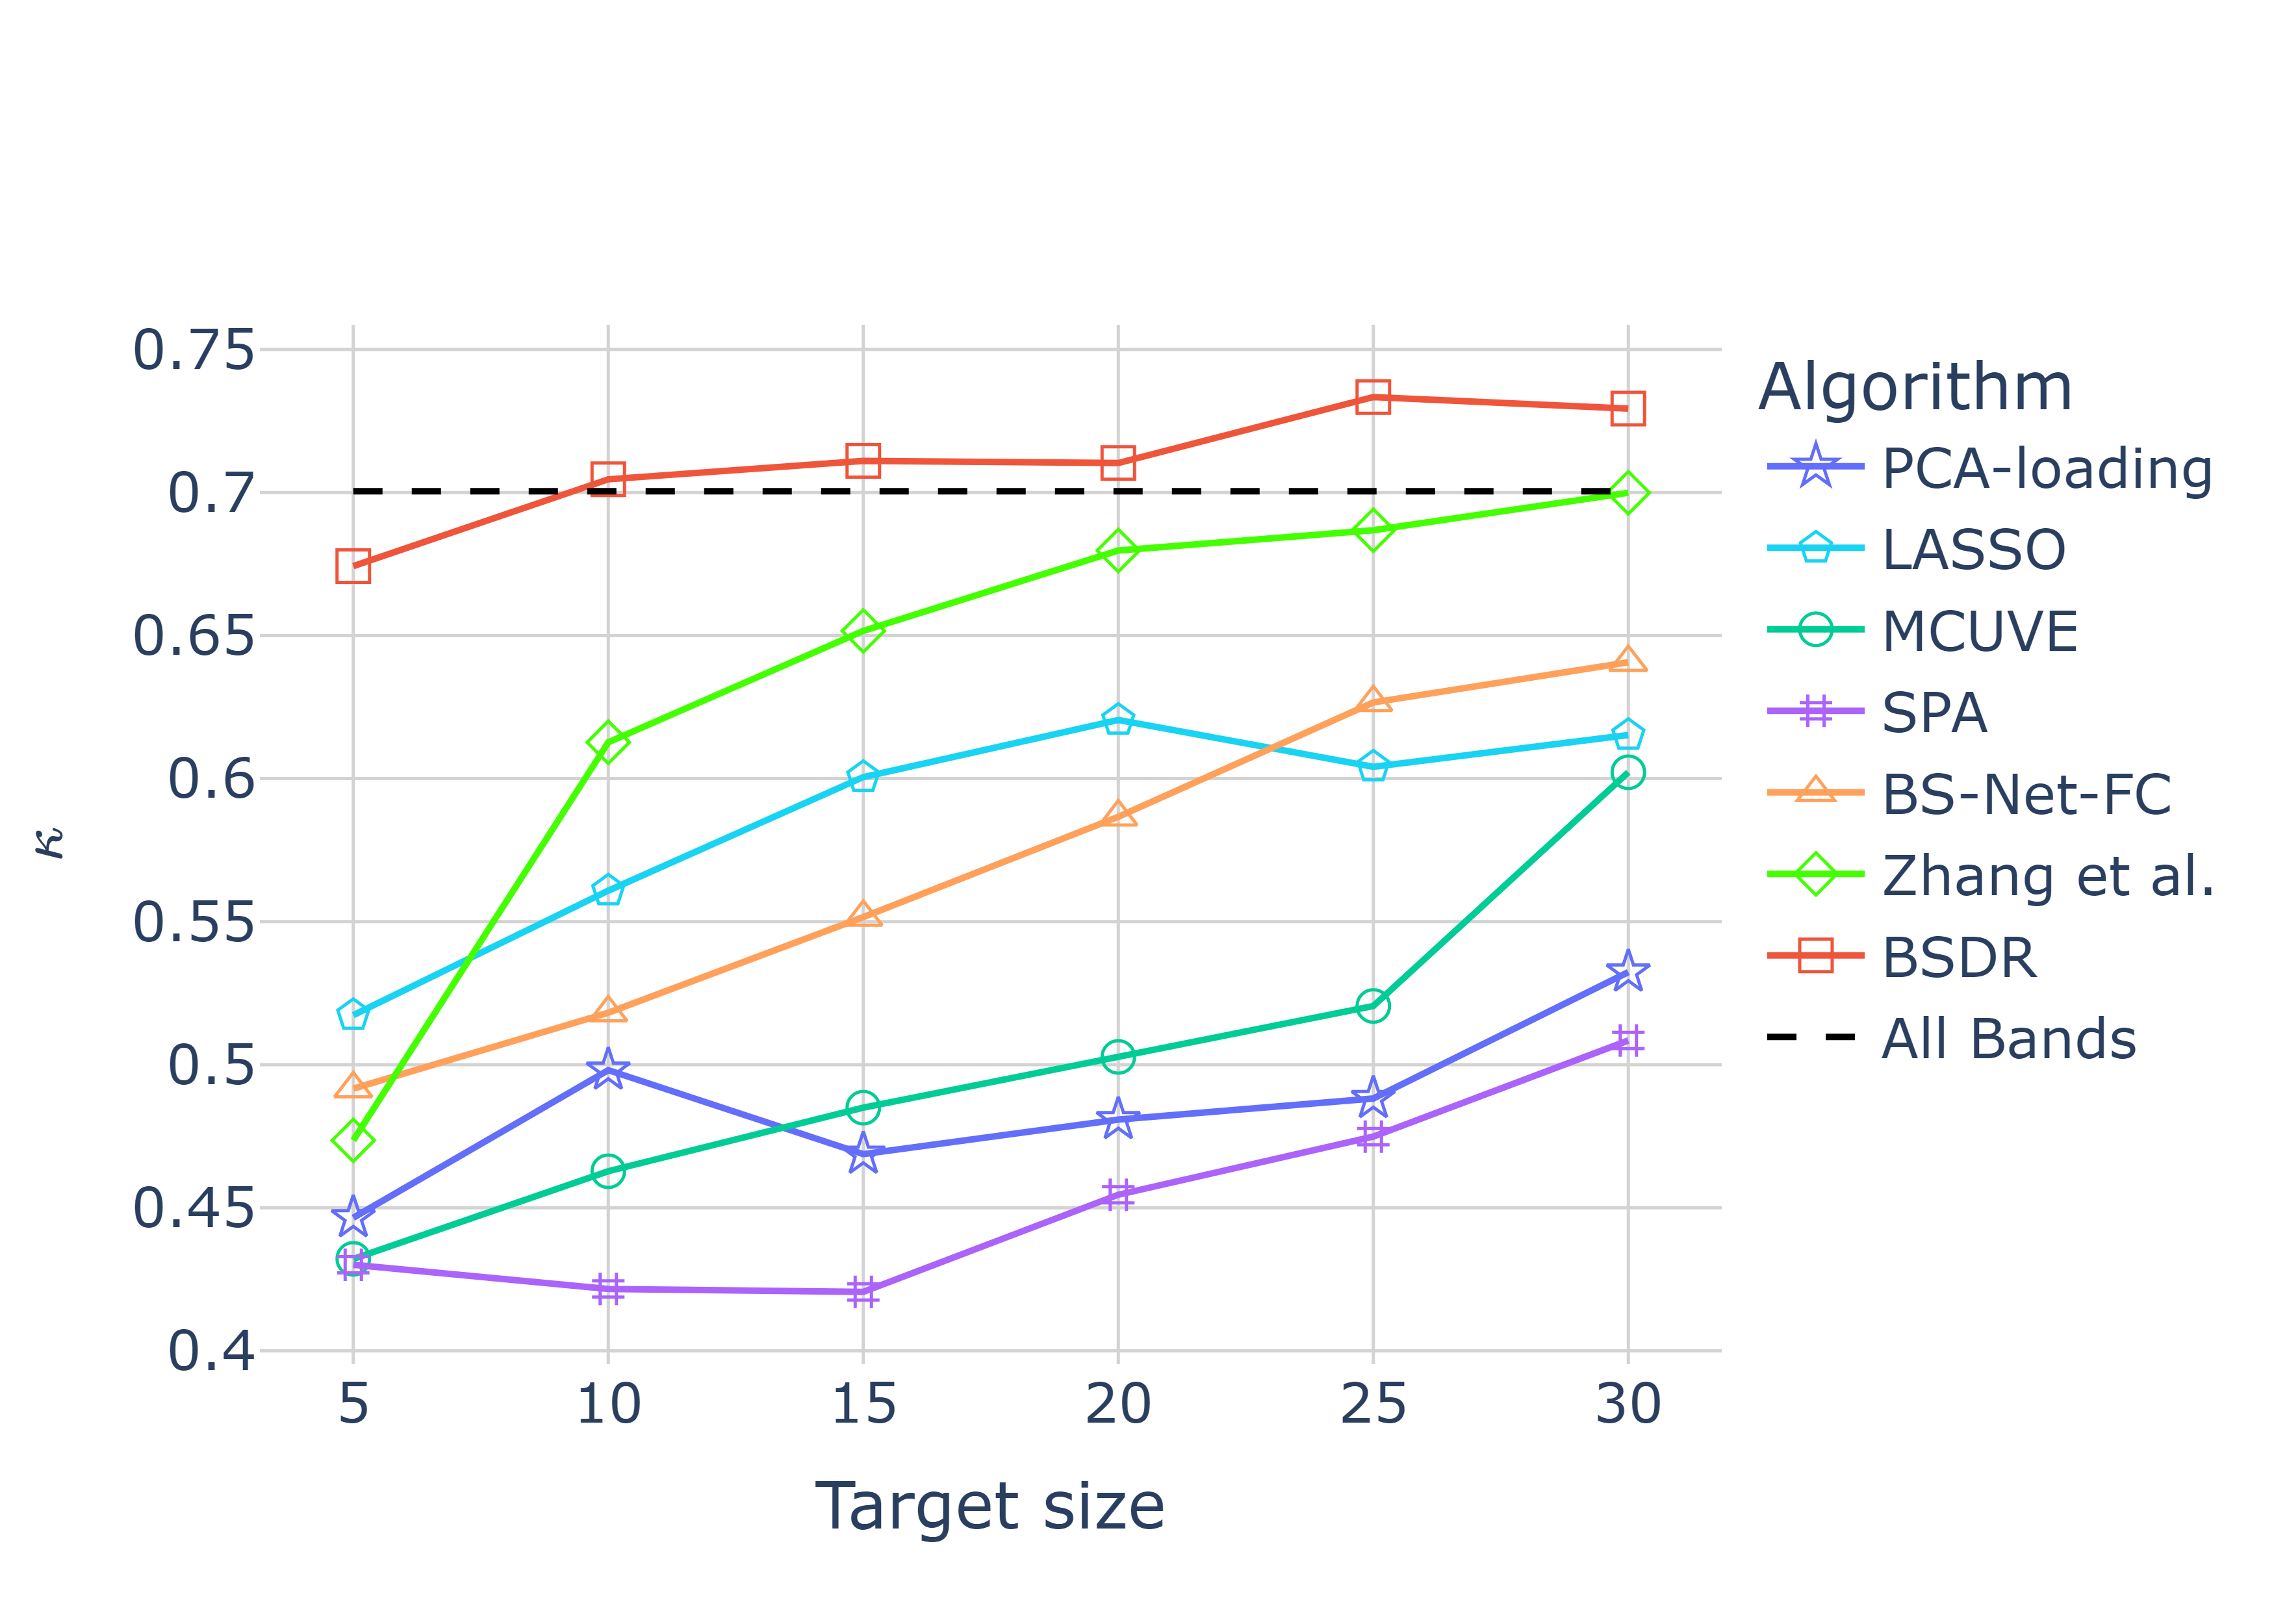 0.75
0.7
0.65
0.6
0.55
0.5
0.45
0.4
κ
5 10 15 20 25 30
Target size
Algorithm
PCA-loading
LASSO
MCUVE
SPA
BS-Net-FC
Zhang et al.
BSDR
All Bands